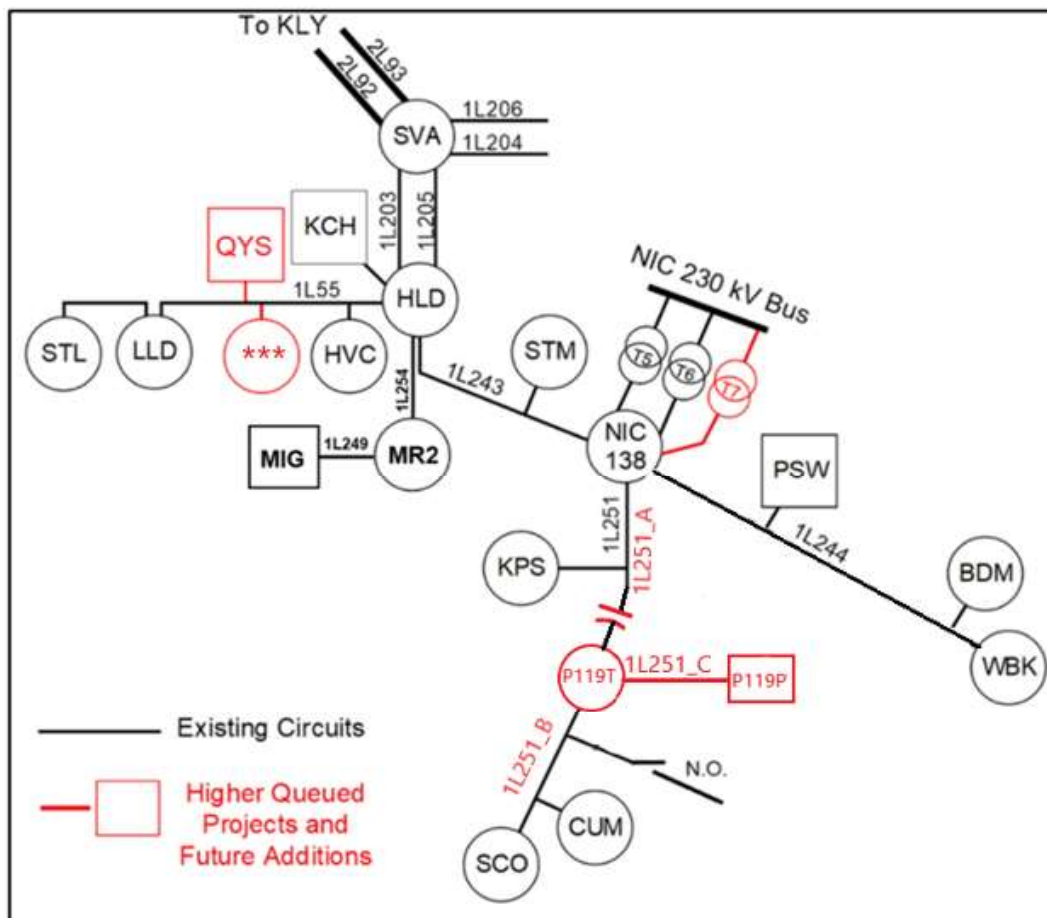 To KLY
2L93
2L92
SVA
1L206
1L204
1L203
1L205
QYS
KCH
HLD
1L55
STL
LLD
***
HVC
1L254
1L243
STM
NIC 230 kV Bus
T5
T6
T7
MIG
1L249
MR2
NIC
138
PSW
1L244
BDM
WBK
1L251
1L251_A
KPS
P119T
1L251_C
P119P
1L251_B
N.O.
CUM
SCO
Existing Circuits
Higher Queued
Projects and
Future Additions